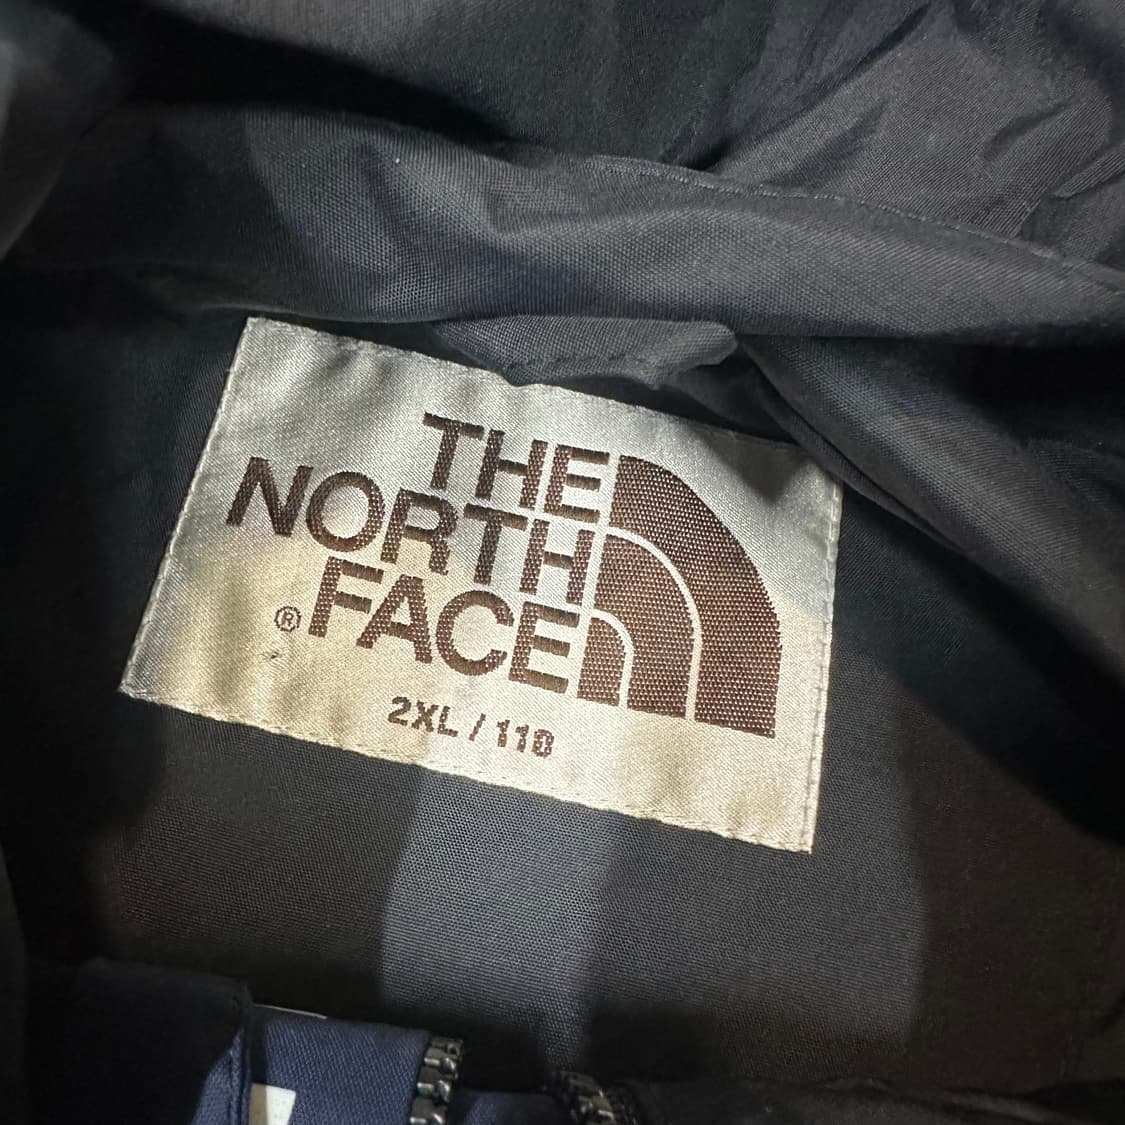 THE
NORTH
FACE
®
2XL / 110